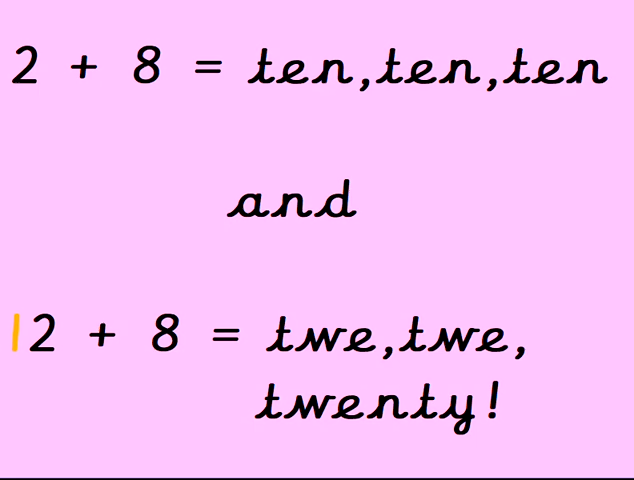 2 + 8 = ten,ten,ten
and
12 + 8 = twe,twe,
twenty!